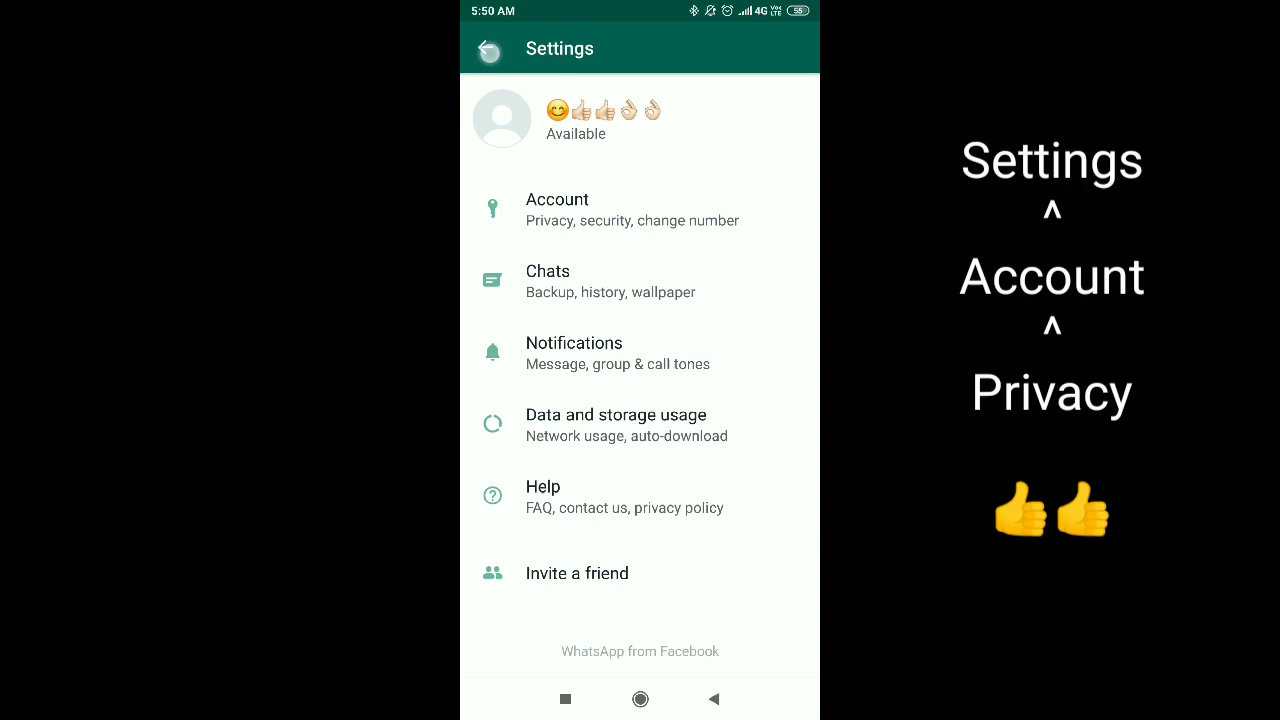 5:50 AM
4G VoLTE 55
Settings
😊👍🏻👍🏻👌🏻👌🏻
Available
Account
Privacy, security, change number
Chats
Backup, history, wallpaper
Notifications
Message, group & call tones
Data and storage usage
Network usage, auto-download
Help
FAQ, contact us, privacy policy
Invite a friend
WhatsApp from Facebook
Settings
^
Account
^
Privacy
👍👍